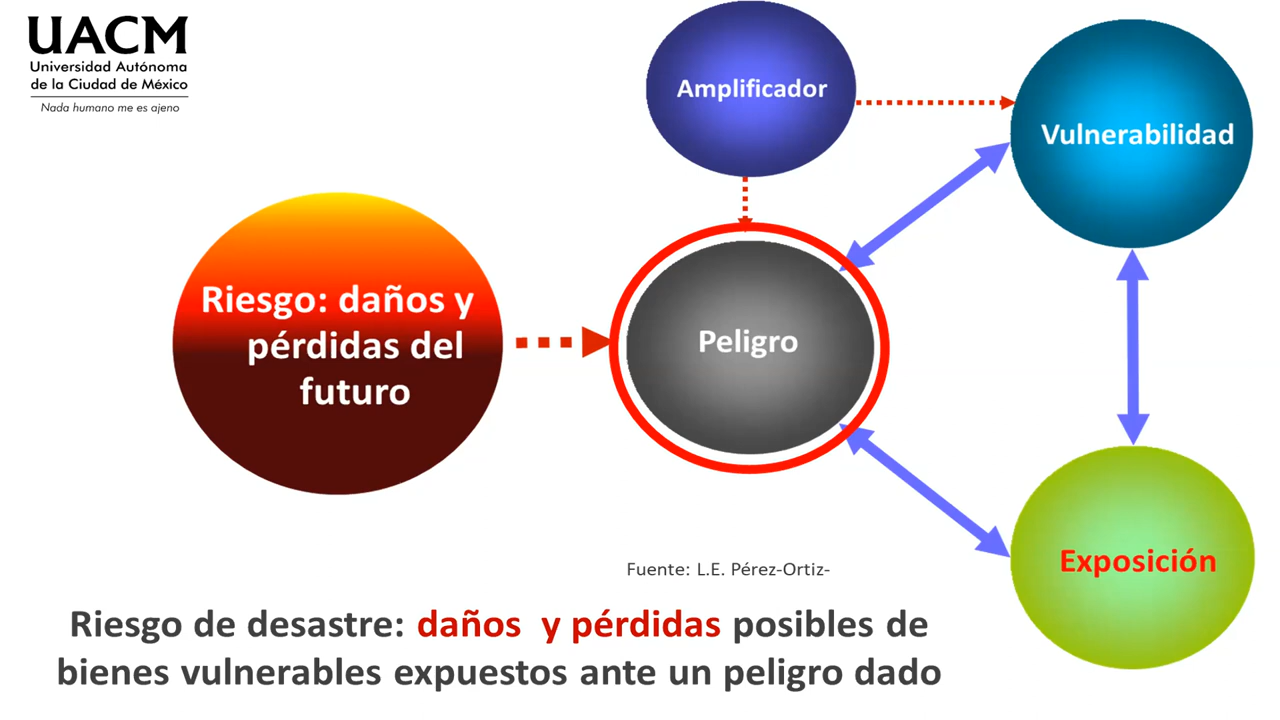 UACM
Universidad Autónoma
de la Ciudad de México
Nada humano me es ajeno
Amplificador
Vulnerabilidad
Riesgo: daños y
pérdidas del
futuro
Peligro
Exposición
Fuente: L.E. Pérez-Ortiz-
Riesgo de desastre: daños y pérdidas posibles de
bienes vulnerables expuestos ante un peligro dado